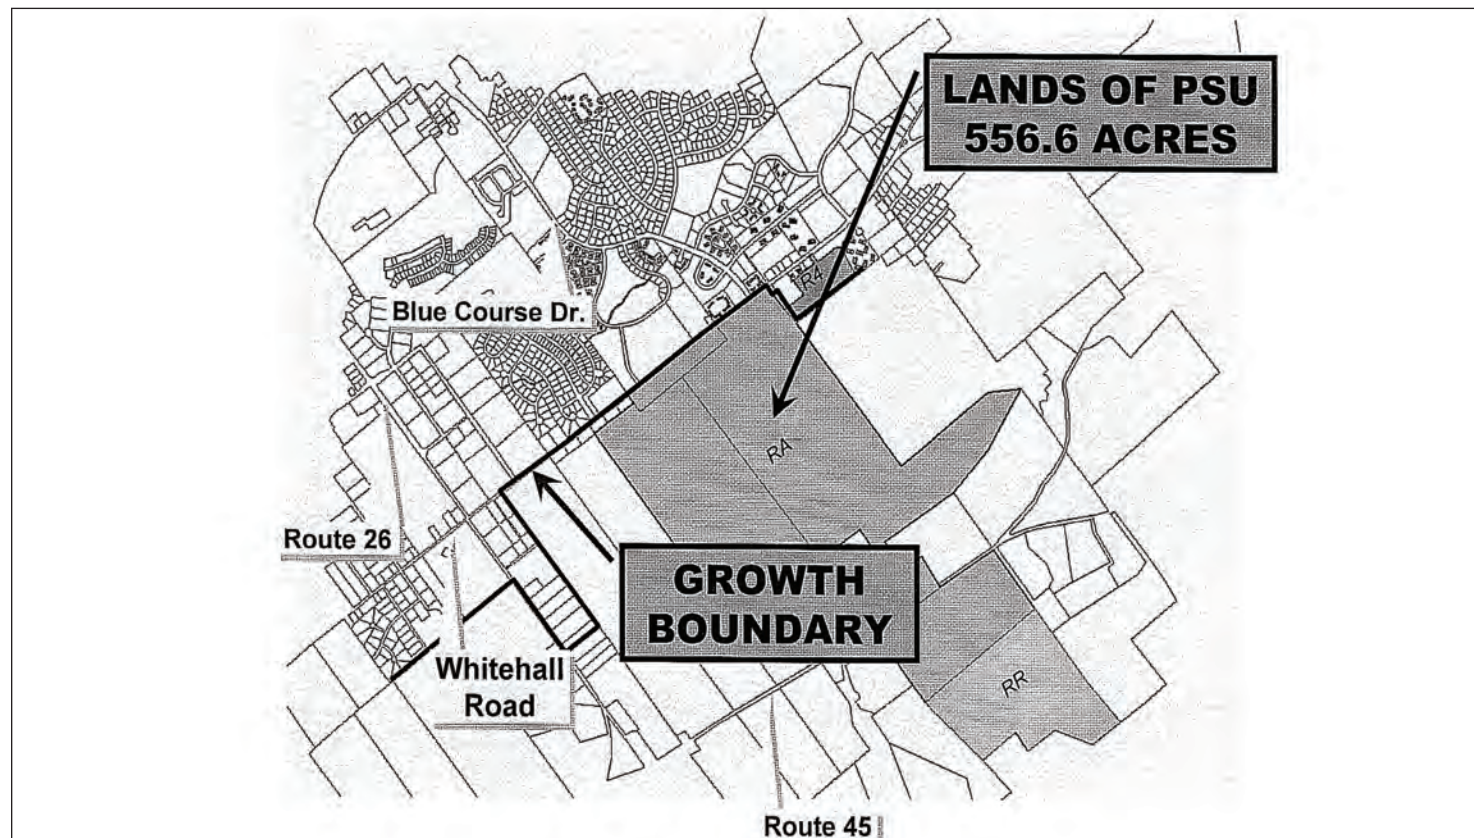 LANDS OF PSU
556.6 ACRES
R4
Blue Course Dr.
RA
Route 26
GROWTH
BOUNDARY
Whitehall
Road
RR
Route 45